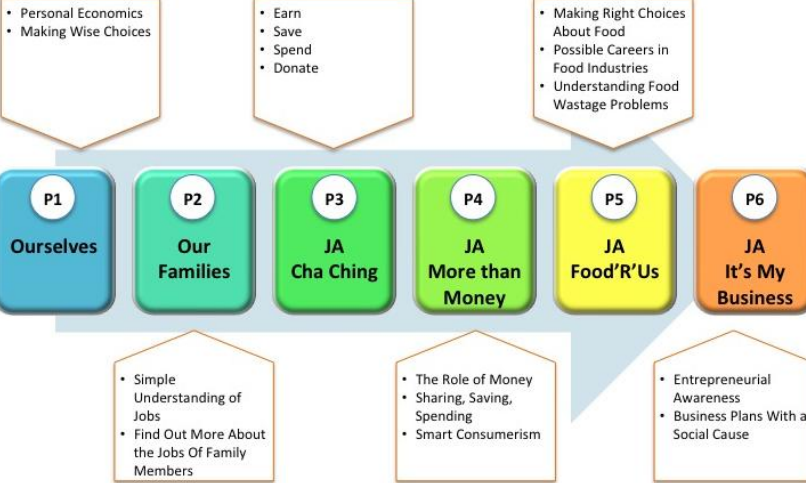 • Personal Economics
• Making Wise Choices
• Earn
• Save
• Spend
• Donate
• Making Right Choices
About Food
• Possible Careers in
Food Industries
• Understanding Food
Wastage Problems
P1
Ourselves
P2
Our
Families
P3
JA
Cha Ching
P4
JA
More than
Money
P5
JA
Food’R’Us
P6
JA
It’s My
Business
• Simple
Understanding of
Jobs
• Find Out More About
the Jobs Of Family
Members
• The Role of Money
• Sharing, Saving,
Spending
• Smart Consumerism
• Entrepreneurial
Awareness
• Business Plans With a
Social Cause